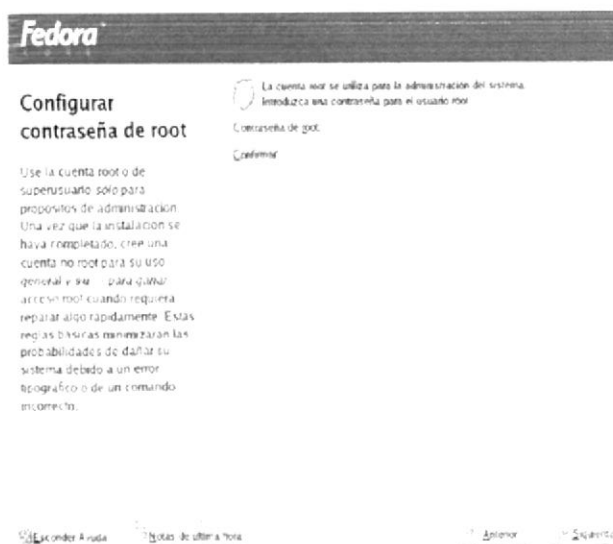 Fedora
Configurar
contraseña de root
Use la cuenta root o de
superusuario sólo para
propósitos de administración
Una vez que la instalación se
haya completado, cree una
cuenta no root para su uso
general y su - para ganar
acceso root cuando requiera
reparar algo rápidamente. Estas
reglas básicas minimizarán las
probabilidades de dañar su
sistema debido a un error
tipográfico o de un comando
incorrecto.
La cuenta root se utiliza para la administración del sistema.
Introduzca una contraseña para el usuario root
Contraseña de root:
Confirmar
Esconder Ayuda
Notas de última hora
Anterior
Siguiente